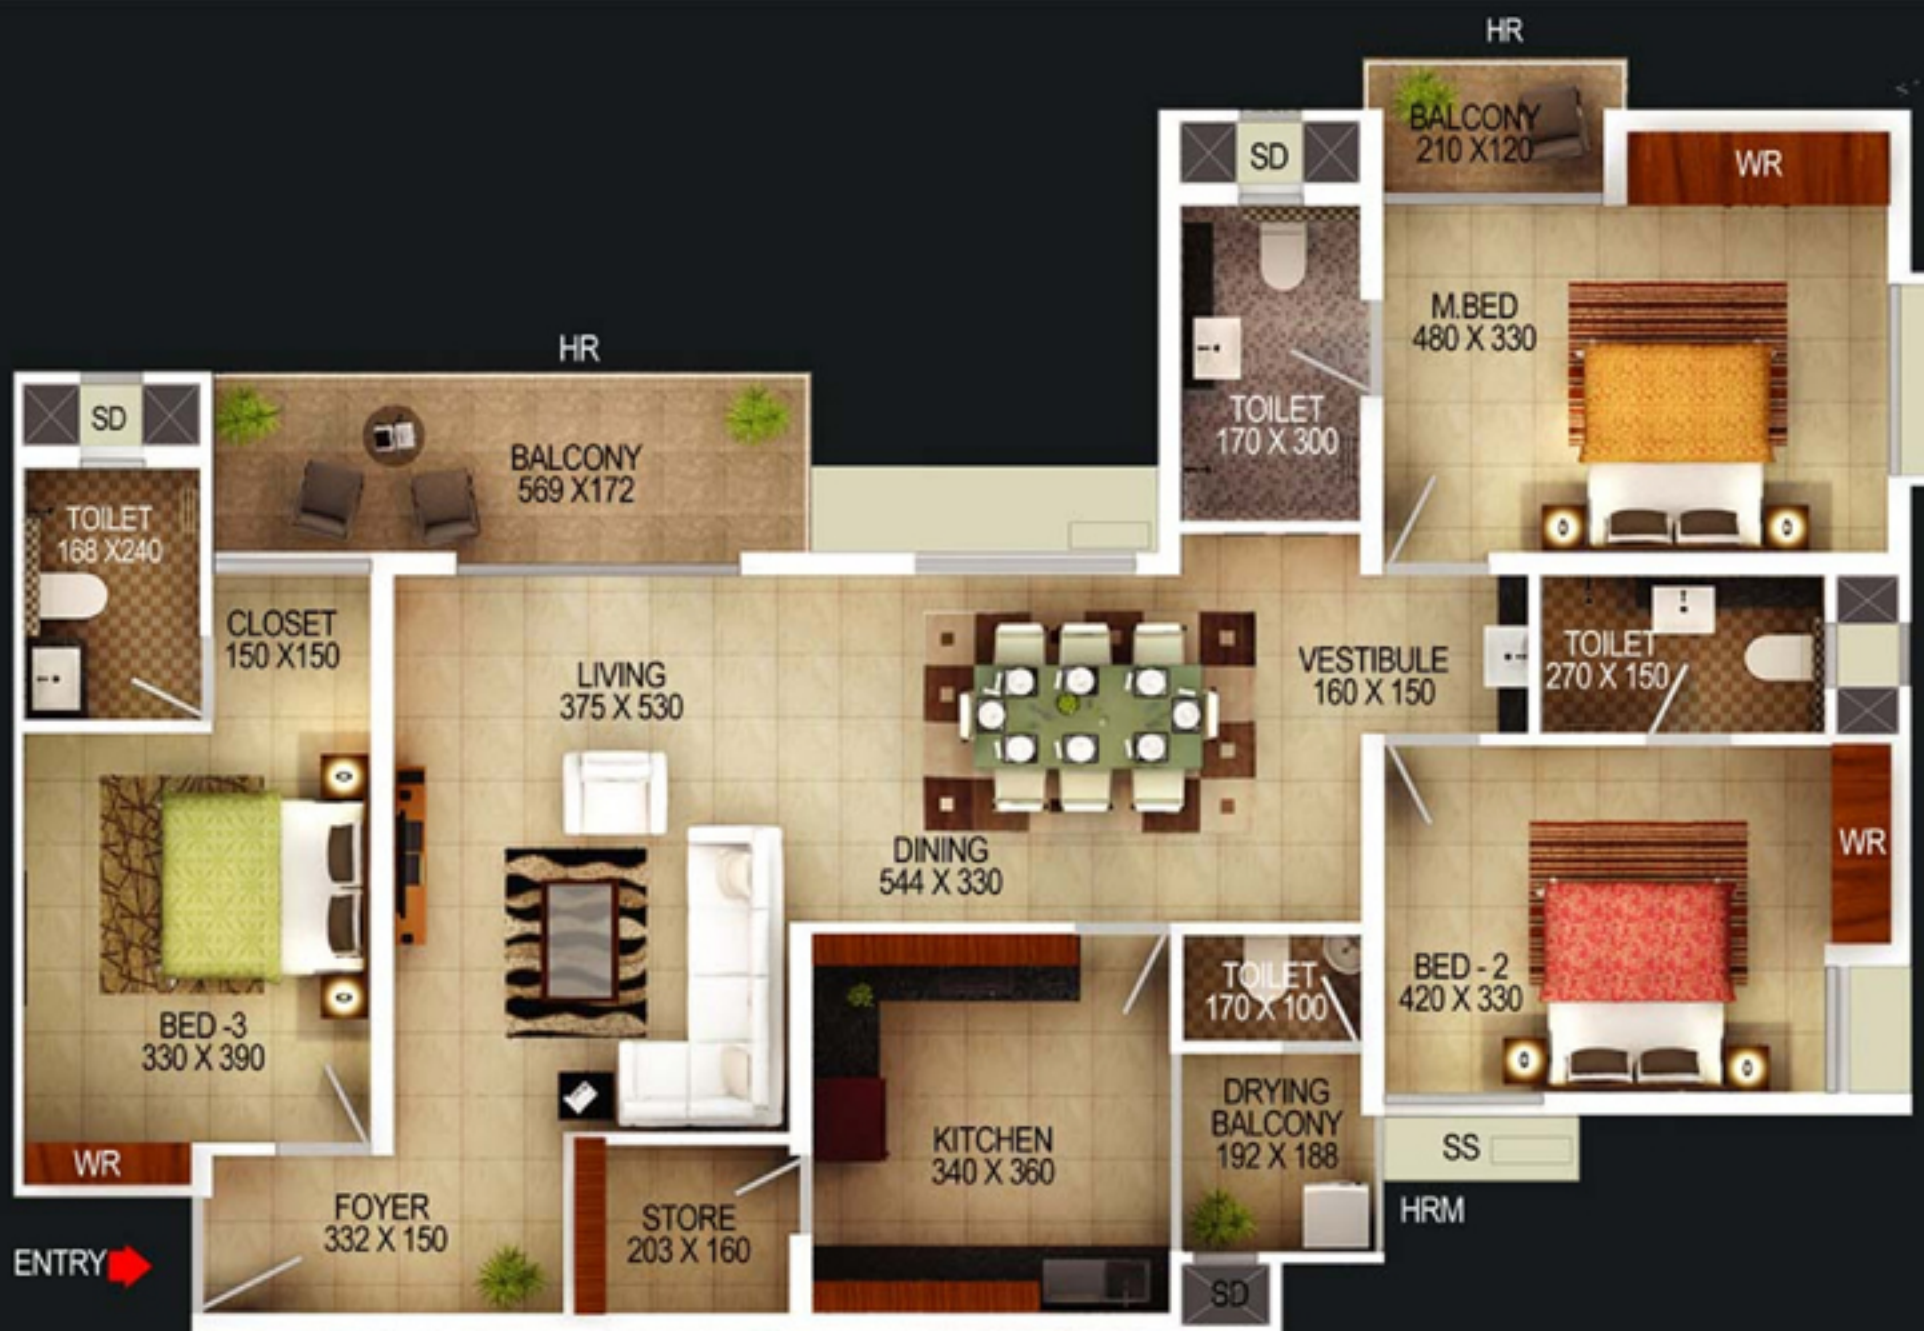 HR
BALCONY
210 X120
WR
SD
M.BED
480 X 330
TOILET
170 X 300
HR
SD
BALCONY
569 X172
TOILET
168 X240
CLOSET
150 X150
LIVING
375 X 530
VESTIBULE
160 X 150
TOILET
270 X 150
DINING
544 X 330
WR
BED -3
330 X 390
TOILET
170 X 100
BED - 2
420 X 330
DRYING
BALCONY
192 X 188
KITCHEN
340 X 360
SS
WR
FOYER
332 X 150
STORE
203 X 160
HRM
ENTRY
SD